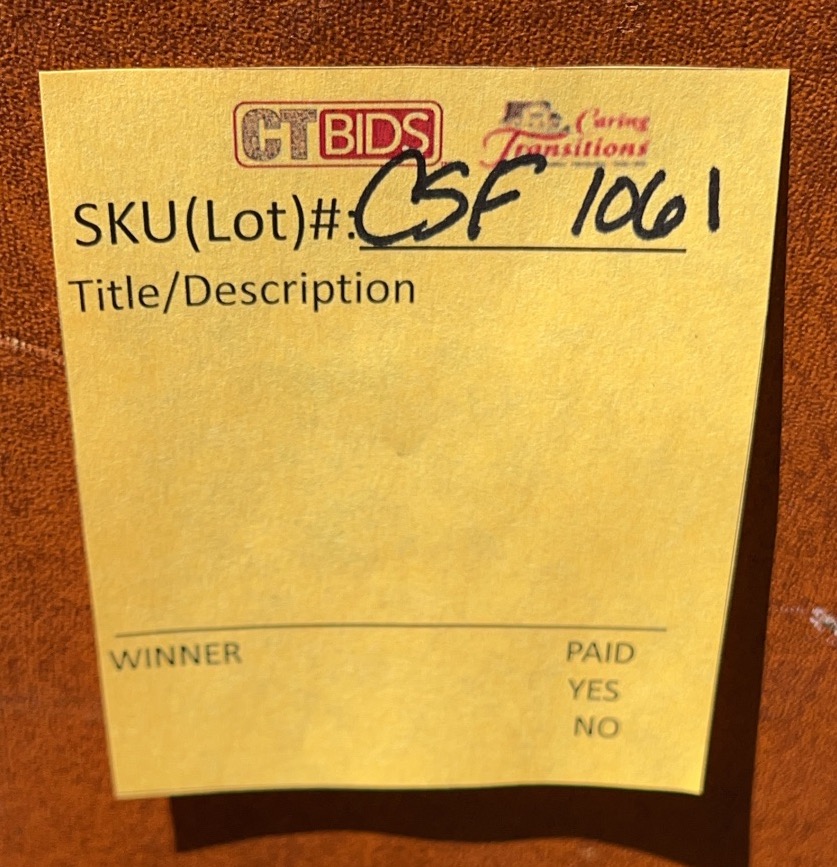 CTBIDS
Caring
Transitions
SKU(Lot)#: CSF 1061
Title/Description
WINNER PAID
YES
NO